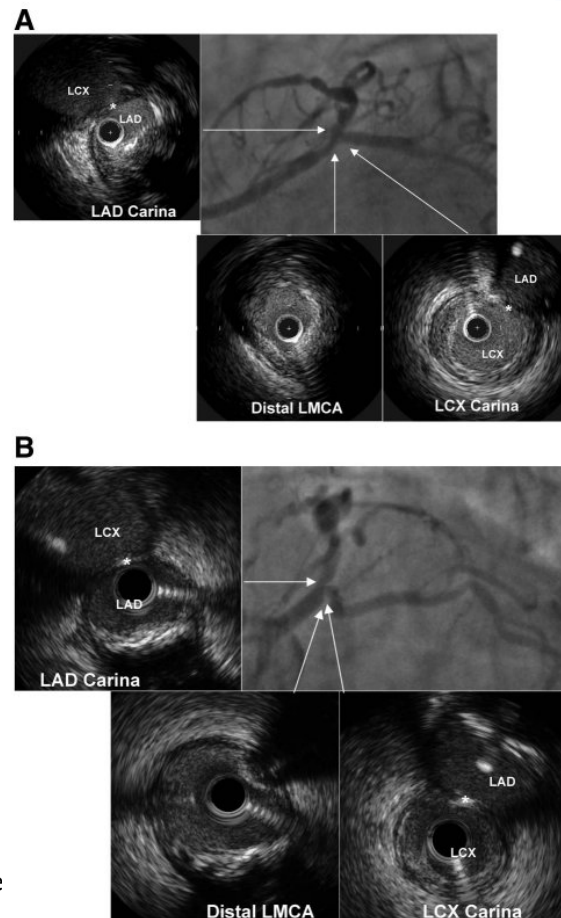 A
LCX
*
LAD
LAD Carina
LAD
*
LCX
Distal LMCA
LCX Carina
B
LCX
*
LAD
LAD Carina
LAD
*
LCX
e
Distal LMCA
LCX Carina